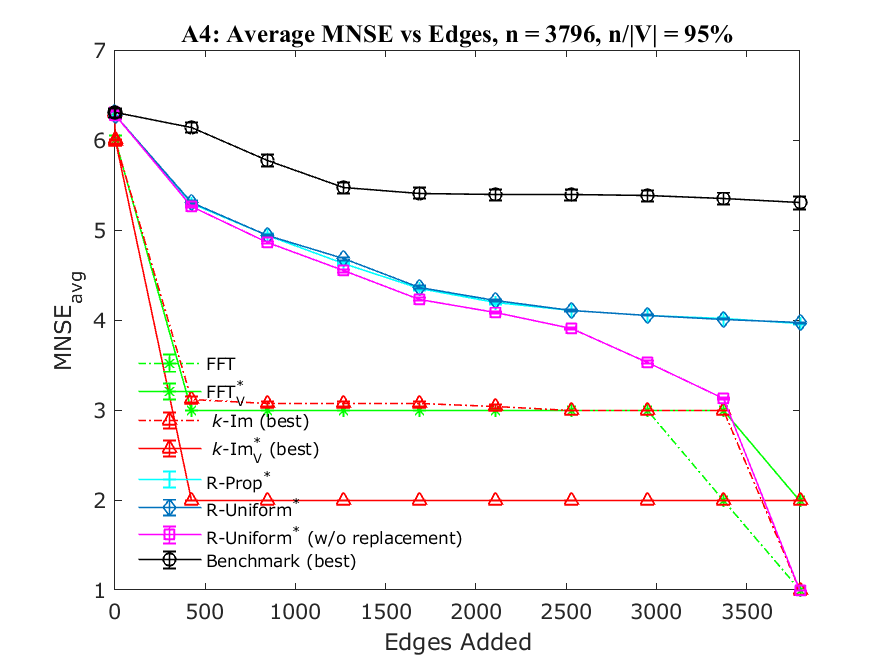 A4: Average MNSE vs Edges, n = 3796, n/|V| = 95%
7
6
5
4
3
2
1
MNSE_avg
FFT
FFT*_V
k-Im (best)
k-Im*_V (best)
R-Prop*
R-Uniform*
R-Uniform* (w/o replacement)
Benchmark (best)
0 500 1000 1500 2000 2500 3000 3500
Edges Added